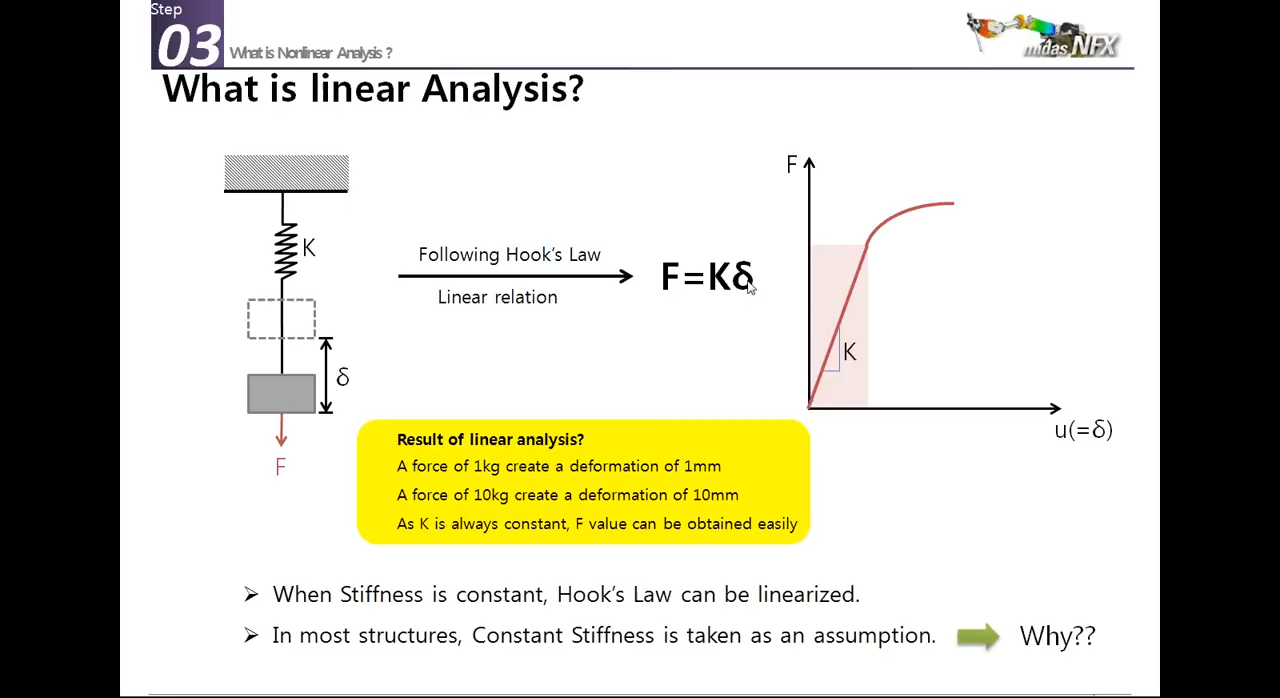 Step
03
What is Nonlinear Analysis ?
midas NFX
What is linear Analysis?
K
δ
F
Following Hook's Law
Linear relation
F=Kδ
F
K
u(=δ)
Result of linear analysis?
A force of 1kg create a deformation of 1mm
A force of 10kg create a deformation of 10mm
As K is always constant, F value can be obtained easily
➢ When Stiffness is constant, Hook's Law can be linearized.
➢ In most structures, Constant Stiffness is taken as an assumption.
Why??